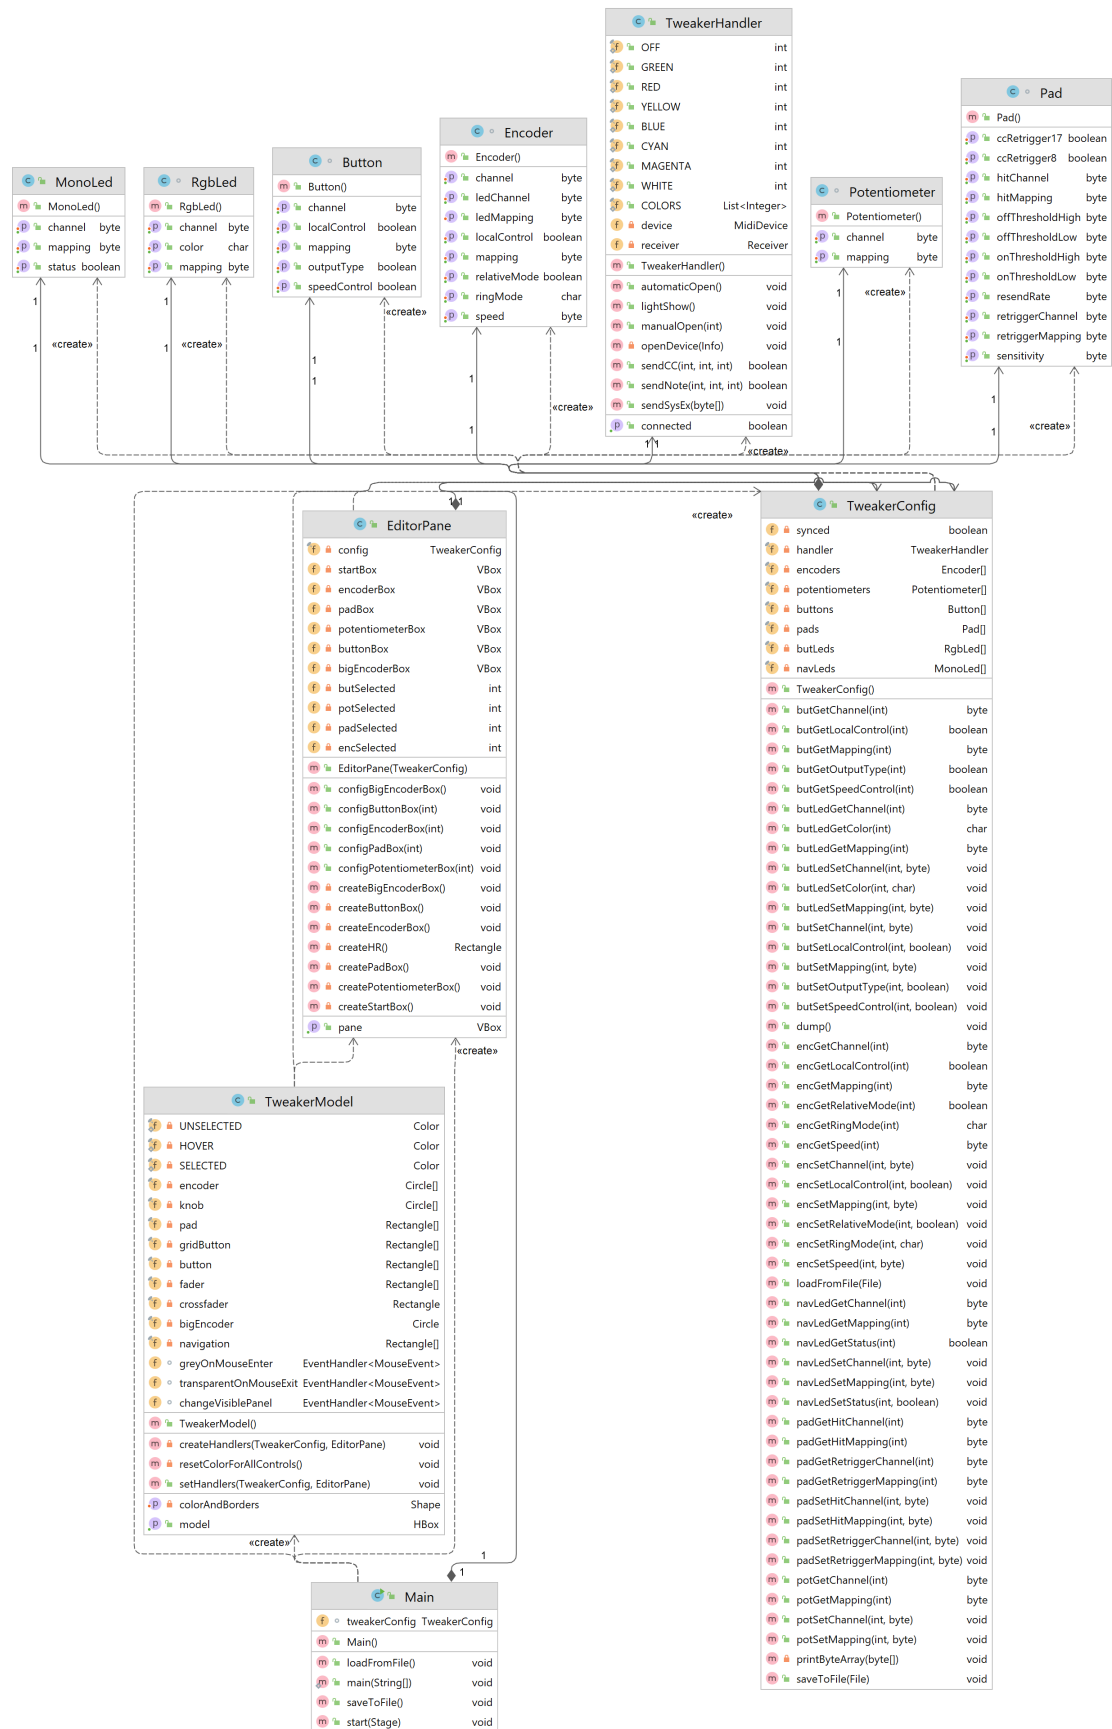 TweakerHandler
OFF int
GREEN int
RED int
YELLOW int
BLUE int
CYAN int
MAGENTA int
WHITE int
COLORS List<Integer>
device MidiDevice
receiver Receiver
TweakerHandler()
automaticOpen() void
lightShow() void
manualOpen(int) void
openDevice(Info) void
sendCC(int, int, int) boolean
sendNote(int, int, int) boolean
sendSysEx(byte[]) void
connected boolean
Pad
Pad()
ccRetrigger17 boolean
ccRetrigger8 boolean
hitChannel byte
hitMapping byte
offThresholdHigh byte
offThresholdLow byte
onThresholdHigh byte
onThresholdLow byte
resendRate byte
retriggerChannel byte
retriggerMapping byte
sensitivity byte
Encoder
Encoder()
channel byte
ledChannel byte
ledMapping byte
localControl boolean
mapping byte
relativeMode boolean
ringMode char
speed byte
Button
Button()
channel byte
localControl boolean
mapping byte
outputType boolean
speedControl boolean
MonoLed
MonoLed()
channel byte
mapping byte
status boolean
RgbLed
RgbLed()
channel byte
color char
mapping byte
Potentiometer
Potentiometer()
channel byte
mapping byte
1
1
«create»
1
1
«create»
1
1
«create»
1
1
«create»
1
1
«create»
1
1
«create»
1
1
«create»
1
1
«create»
EditorPane
config TweakerConfig
startBox VBox
encoderBox VBox
padBox VBox
potentiometerBox VBox
buttonBox VBox
bigEncoderBox VBox
butSelected int
potSelected int
padSelected int
encSelected int
EditorPane(TweakerConfig)
configBigEncoderBox() void
configButtonBox(int) void
configEncoderBox(int) void
configPadBox(int) void
configPotentiometerBox(int) void
createBigEncoderBox() void
createButtonBox() void
createEncoderBox() void
createHR() Rectangle
createPadBox() void
createPotentiometerBox() void
createStartBox() void
pane VBox
«create»
TweakerConfig
synced boolean
handler TweakerHandler
encoders Encoder[]
potentiometers Potentiometer[]
buttons Button[]
pads Pad[]
butLeds RgbLed[]
navLeds MonoLed[]
TweakerConfig()
butGetChannel(int) byte
butGetLocalControl(int) boolean
butGetMapping(int) byte
butGetOutputType(int) boolean
butGetSpeedControl(int) boolean
butLedGetChannel(int) byte
butLedGetColor(int) char
butLedGetMapping(int) byte
butLedSetChannel(int, byte) void
butLedSetColor(int, char) void
butLedSetMapping(int, byte) void
butSetChannel(int, byte) void
butSetLocalControl(int, boolean) void
butSetMapping(int, byte) void
butSetOutputType(int, boolean) void
butSetSpeedControl(int, boolean) void
dump() void
encGetChannel(int) byte
encGetLocalControl(int) boolean
encGetMapping(int) byte
encGetRelativeMode(int) boolean
encGetRingMode(int) char
encGetSpeed(int) byte
encSetChannel(int, byte) void
encSetLocalControl(int, boolean) void
encSetMapping(int, byte) void
encSetRelativeMode(int, boolean) void
encSetRingMode(int, char) void
encSetSpeed(int, byte) void
loadFromFile(File) void
navLedGetChannel(int) byte
navLedGetMapping(int) byte
navLedGetStatus(int) boolean
navLedSetChannel(int, byte) void
navLedSetMapping(int, byte) void
navLedSetStatus(int, boolean) void
padGetHitChannel(int) byte
padGetHitMapping(int) byte
padGetRetriggerChannel(int) byte
padGetRetriggerMapping(int) byte
padSetHitChannel(int, byte) void
padSetHitMapping(int, byte) void
padSetRetriggerChannel(int, byte) void
padSetRetriggerMapping(int, byte) void
potGetChannel(int) byte
potGetMapping(int) byte
potSetChannel(int, byte) void
potSetMapping(int, byte) void
printByteArray(byte[]) void
saveToFile(File) void
TweakerModel
UNSELECTED Color
HOVER Color
SELECTED Color
encoder Circle[]
knob Circle[]
pad Rectangle[]
gridButton Rectangle[]
button Rectangle[]
fader Rectangle[]
crossfader Rectangle
bigEncoder Circle
navigation Rectangle[]
greyOnMouseEnter EventHandler<MouseEvent>
transparentOnMouseExit EventHandler<MouseEvent>
changeVisiblePanel EventHandler<MouseEvent>
TweakerModel()
createHandlers(TweakerConfig, EditorPane) void
resetColorForAllControls() void
setHandlers(TweakerConfig, EditorPane) void
colorAndBorders Shape
model HBox
«create»
1
1
Main
tweakerConfig TweakerConfig
Main()
loadFromFile() void
main(String[]) void
saveToFile() void
start(Stage) void